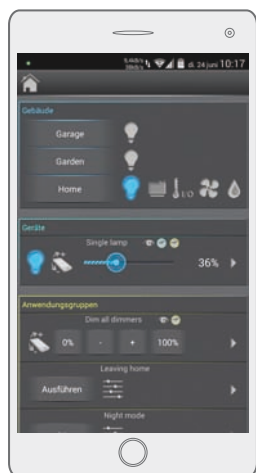 di. 24 juni 10:17
Gebäude
Garage
Garden
Home
I/O
Geräte
Single lamp
36%
Anwendungsgruppen
Dim all dimmers
0% - + 100%
Leaving home
Ausführen
Night mode